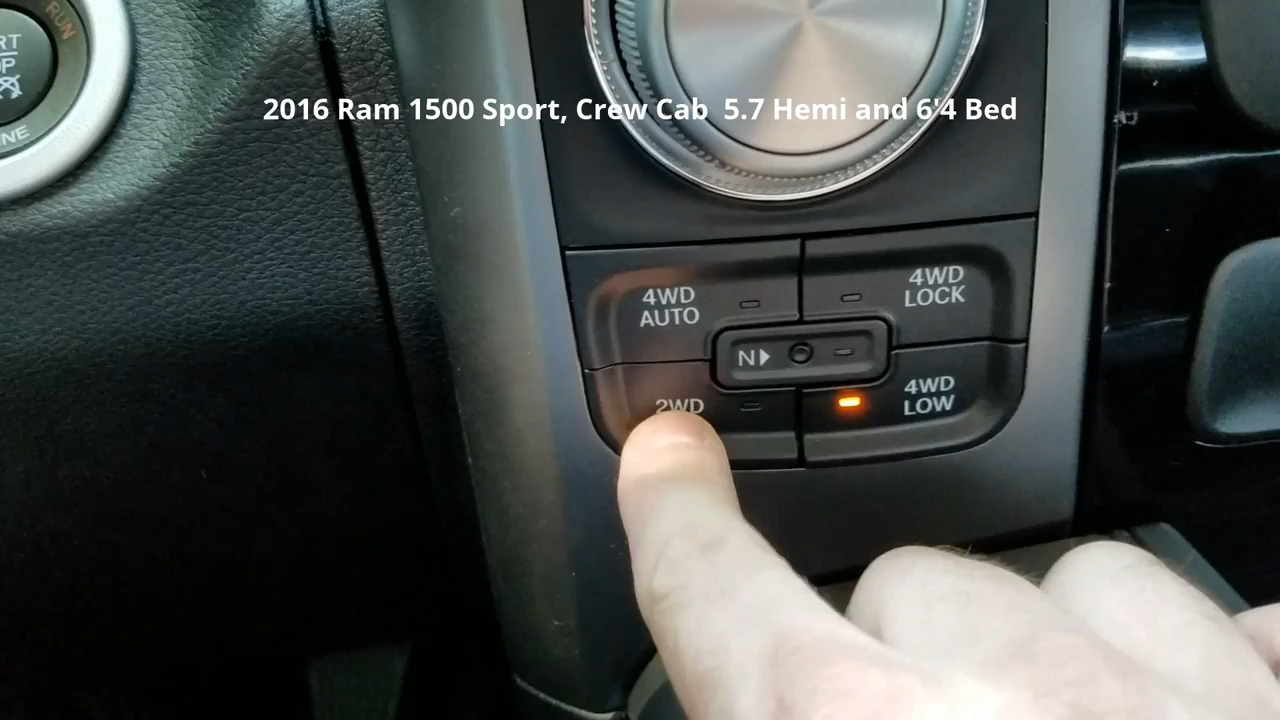 2016 Ram 1500 Sport, Crew Cab 5.7 Hemi and 6'4 Bed
RUN
4WD
AUTO
4WD
LOCK
N
2WD
4WD
LOW